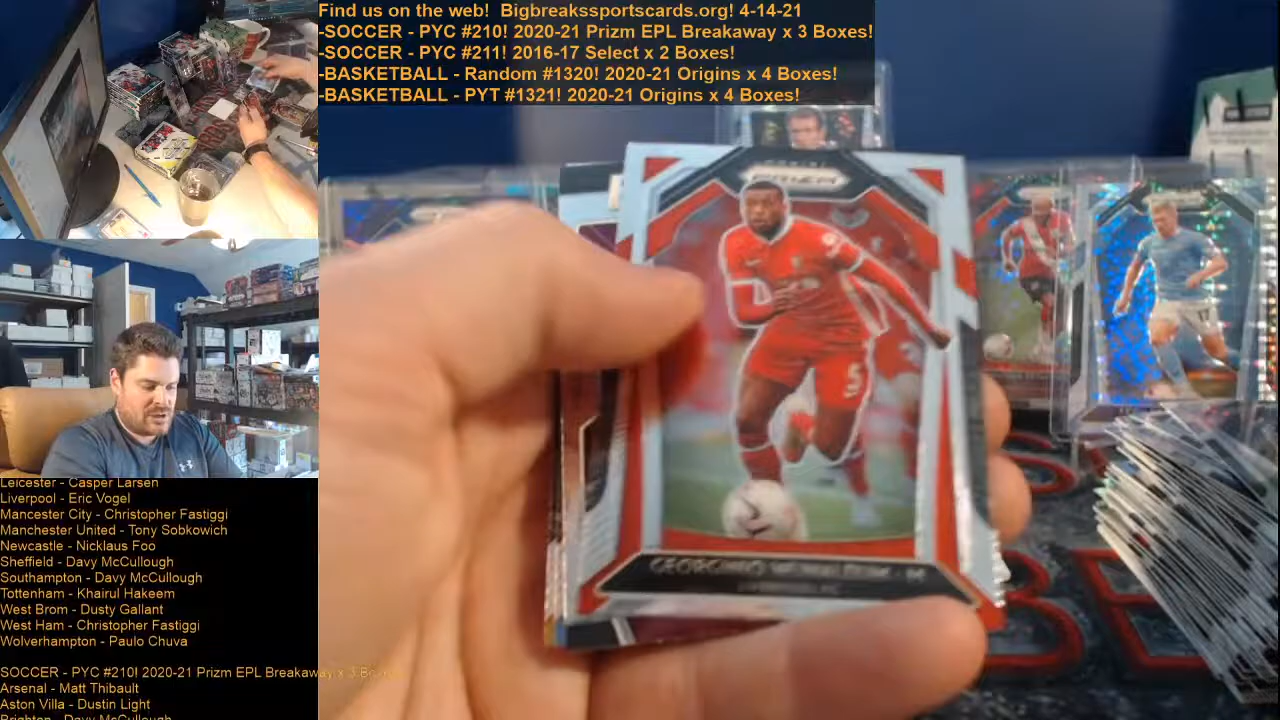 Find us on the web!  Bigbreakssportscards.org! 4-14-21
-SOCCER - PYC #210! 2020-21 Prizm EPL Breakaway x 3 Boxes!
-SOCCER - PYC #211! 2016-17 Select x 2 Boxes!
-BASKETBALL - Random #1320! 2020-21 Origins x 4 Boxes!
-BASKETBALL - PYT #1321! 2020-21 Origins x 4 Boxes!
PRIZM
5
17
Leicester - Casper Larsen
Liverpool - Eric Vogel
Mancester City - Christopher Fastiggi
Manchester United - Tony Sobkowich
Newcastle - Nicklaus Foo
Sheffield - Davy McCullough
Southampton - Davy McCullough
Tottenham - Khairul Hakeem
West Brom - Dusty Gallant
West Ham - Christopher Fastiggi
Wolverhampton - Paulo Chuva
SOCCER - PYC #210! 2020-21 Prizm EPL Breakaway x 3 Boxes!
Arsenal - Matt Thibault
Aston Villa - Dustin Light
Brighton - Davy McCullough